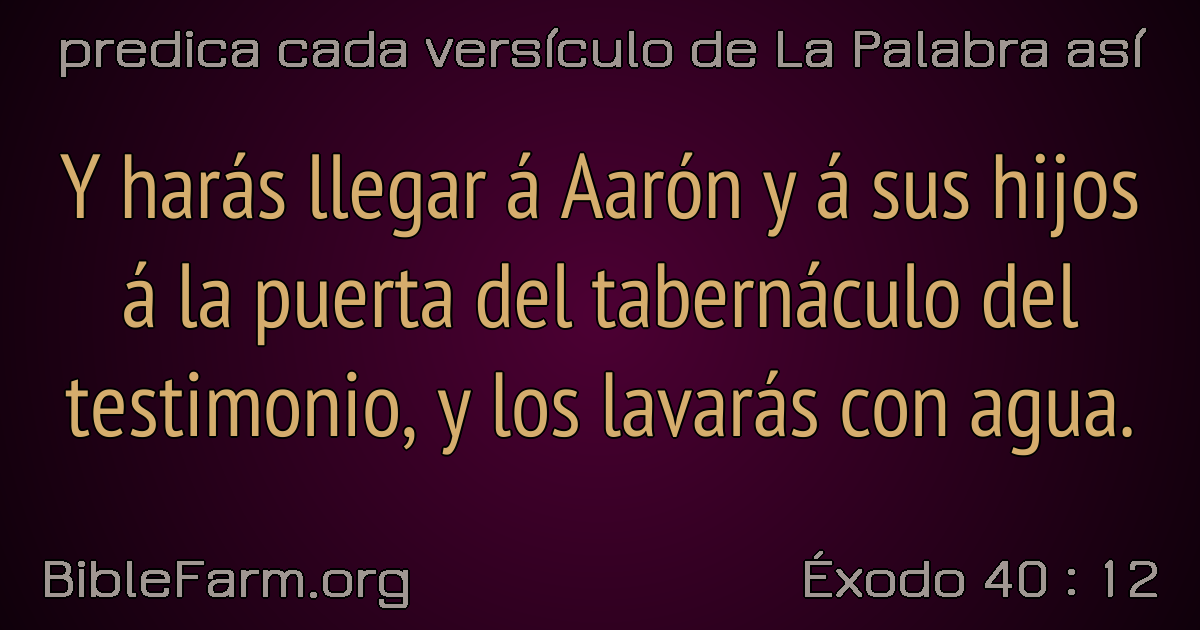 predica cada versículo de La Palabra así
Y harás llegar á Aarón y á sus hijos
á la puerta del tabernáculo del
testimonio, y los lavarás con agua.
BibleFarm.org
Éxodo 40 : 12